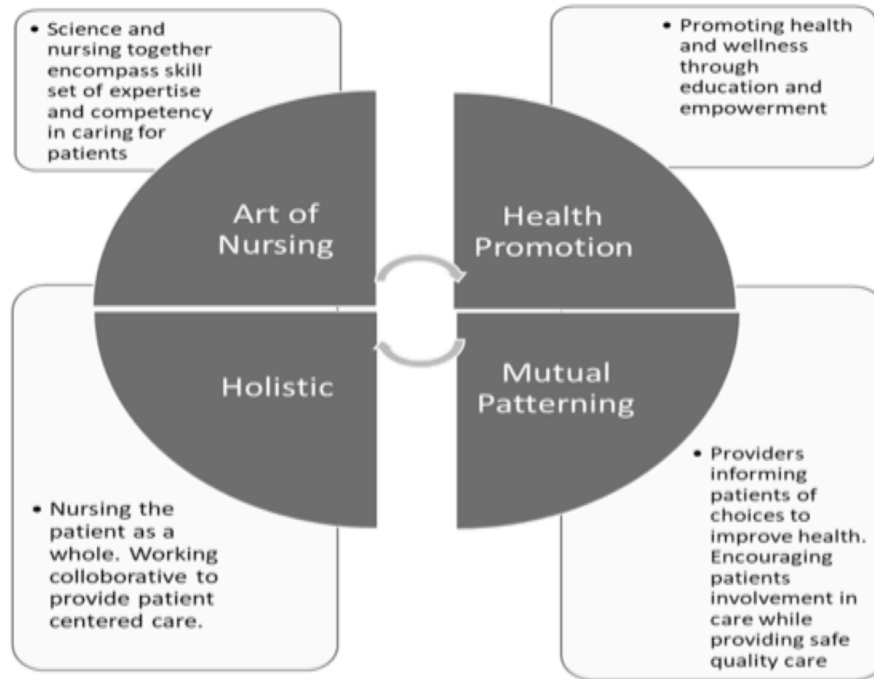 • Science and
nursing together
encompass skill
set of expertise
and competency
in caring for
patients
• Promoting health
and wellness
through
education and
empowerment
Art of
Nursing
Health
Promotion
Holistic
Mutual
Patterning
• Nursing the
patient as a
whole. Working
colloborative to
provide patient
centered care.
• Providers
informing
patients of
choices to
improve health.
Encouraging
patients
involvement in
care while
providing safe
quality care